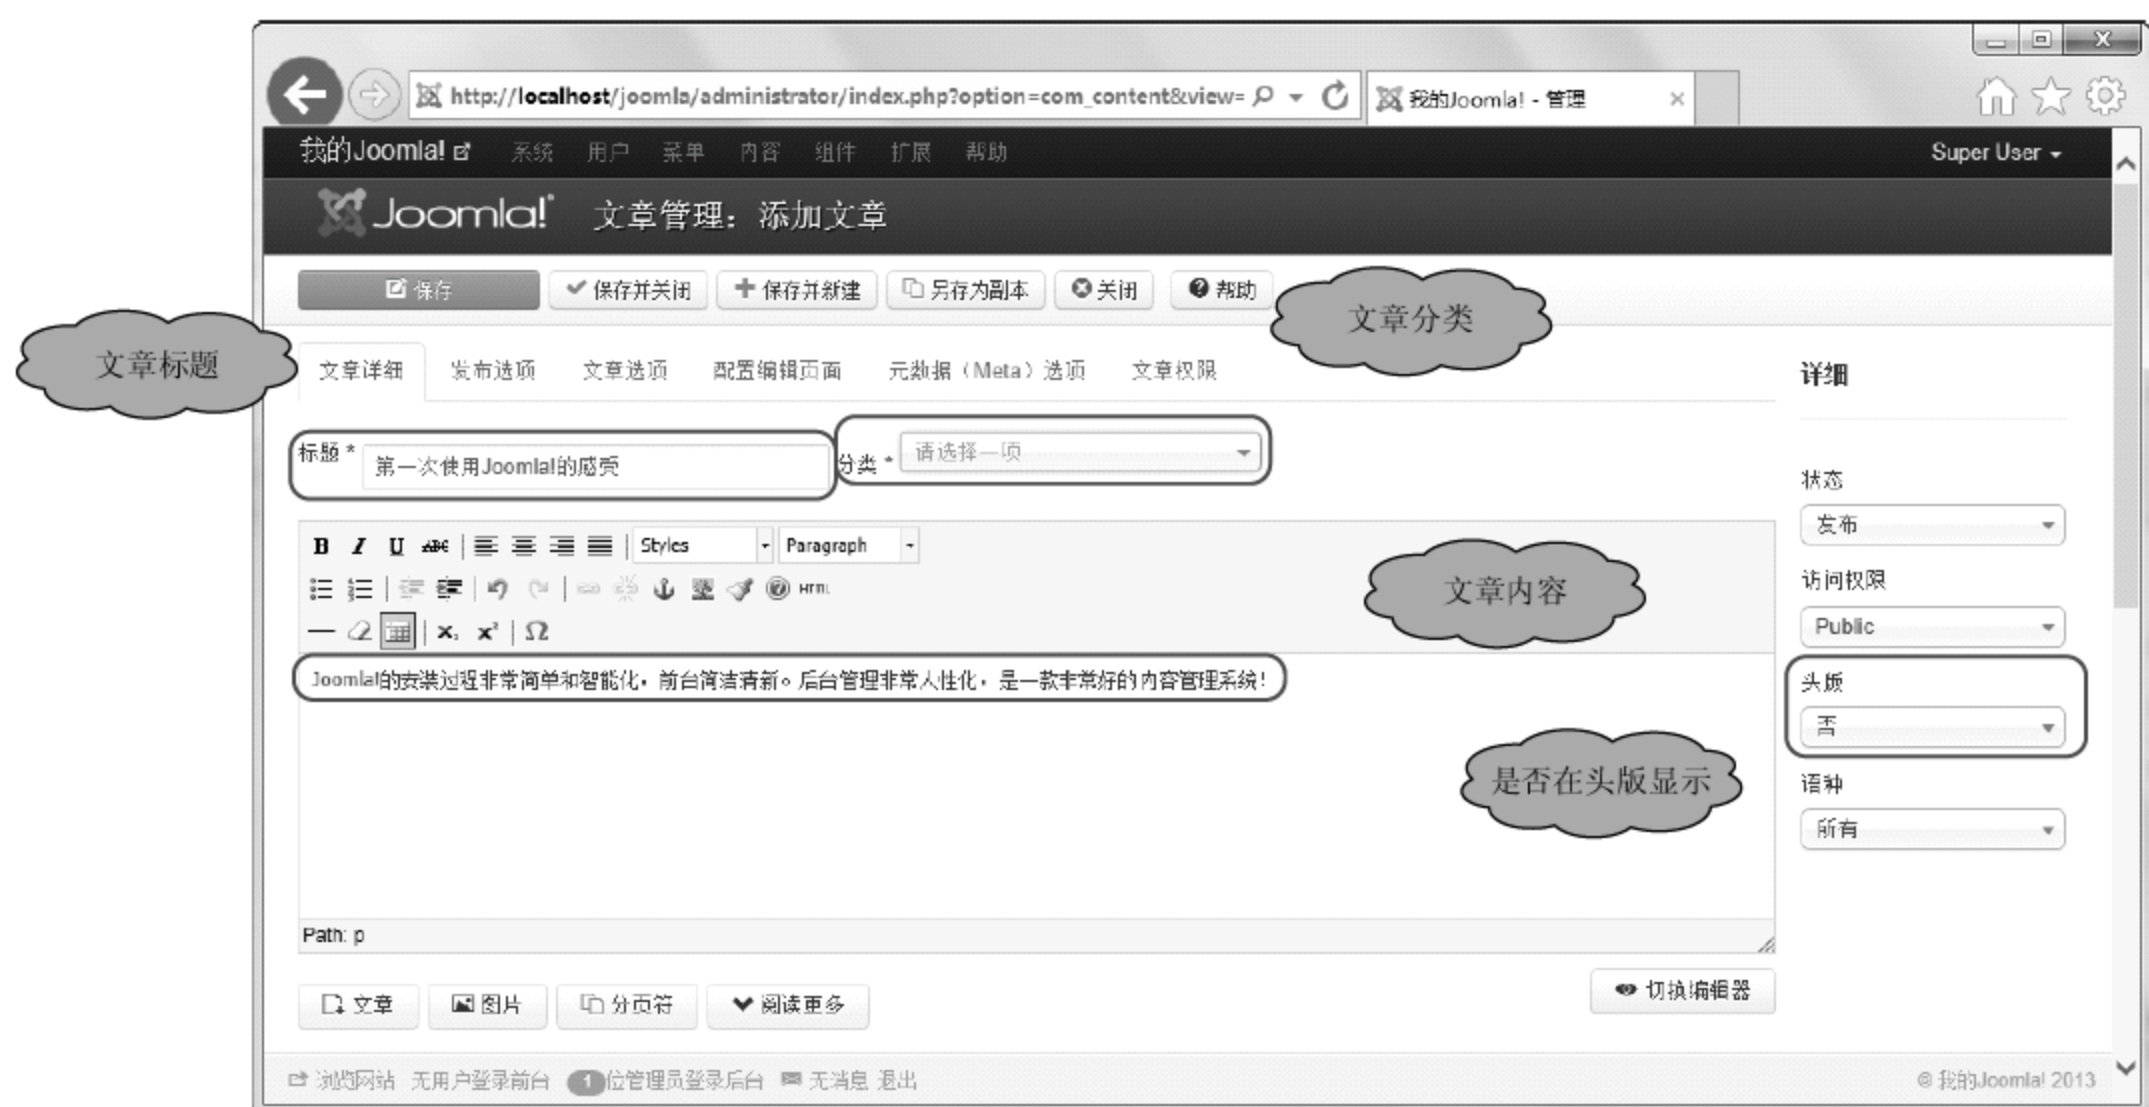 http://localhost/joomla/administrator/index.php?option=com_content&view=
我的Joomla! - 管理
我的Joomla! 系统 用户 菜单 内容 组件 扩展 帮助 Super User
Joomla! 文章管理：添加文章
保存 保存并关闭 保存并新建 另存为副本 关闭 帮助
文章分类
文章标题
文章详细 发布选项 文章选项 配置编辑页面 元数据（Meta）选项 文章权限
详细
标题 * 第一次使用Joomla!的感受 分类 * 请选择一项
状态
发布
B I U ABC Styles Paragraph
文章内容
HTML
访问权限
Public
Joomla!的安装过程非常简单和智能化，前台简洁清新。后台管理非常人性化，是一款非常好的内容管理系统！
头版
否
是否在头版显示
语种
所有
Path: p
文章 图片 分页符 阅读更多 切换编辑器
浏览网站 无用户登录前台 1 位管理员登录后台 无消息 退出 © 我的Joomla! 2013